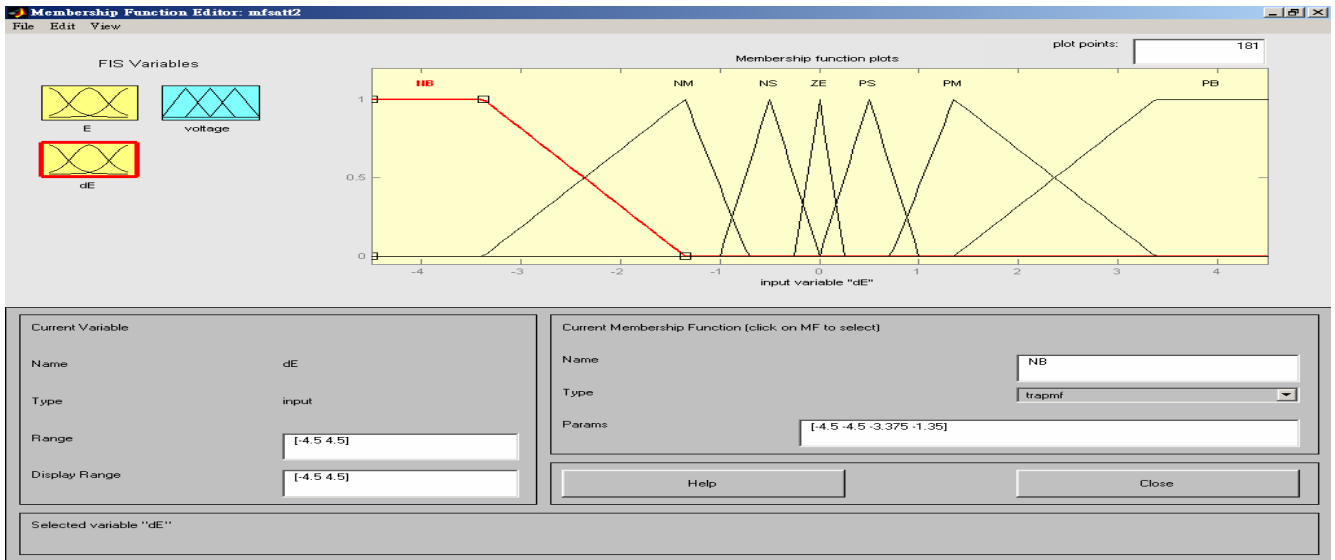 Membership Function Editor: mfsatt2
File Edit View
FIS Variables
E
voltage
dE
plot points:
181
Membership function plots
NB NM NS ZE PS PM PB
1
0.5
0
-4 -3 -2 -1 0 1 2 3 4
input variable "dE"
Current Variable
Name dE
Type input
Range [-4.5 4.5]
Display Range [-4.5 4.5]
Current Membership Function (click on MF to select)
Name NB
Type trapmf
Params [-4.5 -4.5 -3.375 -1.35]
Help Close
Selected variable "dE"